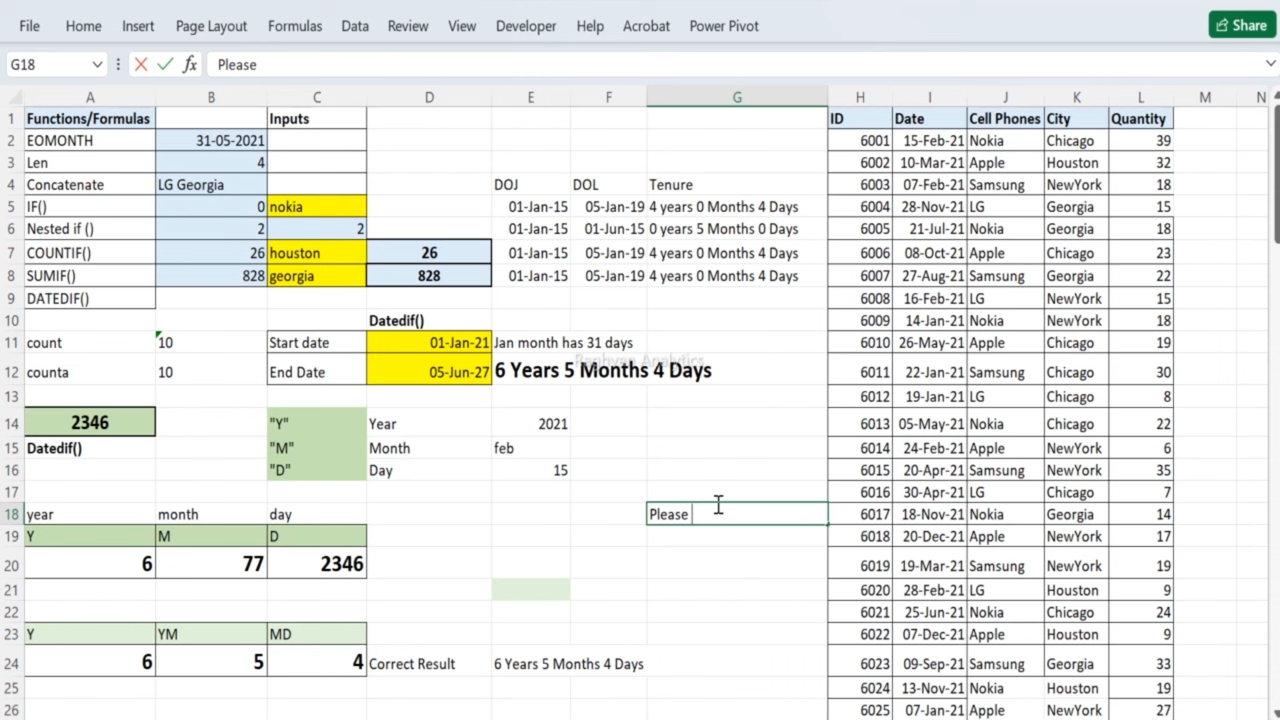 File Home Insert Page Layout Formulas Data Review View Developer Help Acrobat Power Pivot Share
G18 fx Please
A B C D E F G H I J K L M N
1 Functions/Formulas Inputs ID Date Cell Phones City Quantity
2 EOMONTH 31-05-2021 6001 15-Feb-21 Nokia Chicago 39
3 Len 4 6002 10-Mar-21 Apple Houston 32
4 Concatenate LG Georgia DOJ DOL Tenure 6003 07-Feb-21 Samsung NewYork 18
5 IF() 0 nokia 01-Jan-15 05-Jan-19 4 years 0 Months 4 Days 6004 28-Nov-21 LG Georgia 15
6 Nested if () 2 2 01-Jan-15 01-Jun-15 0 years 5 Months 0 Days 6005 21-Jul-21 Nokia Georgia 18
7 COUNTIF() 26 houston 26 01-Jan-15 05-Jan-19 4 years 0 Months 4 Days 6006 08-Oct-21 Apple Chicago 23
8 SUMIF() 828 georgia 828 01-Jan-15 05-Jan-19 4 years 0 Months 4 Days 6007 27-Aug-21 Samsung Georgia 22
9 DATEDIF() 6008 16-Feb-21 LG NewYork 15
10 Datedif() 6009 14-Jan-21 Nokia NewYork 18
11 count 10 Start date 01-Jan-21 Jan month has 31 days 6010 26-May-21 Apple Chicago 19
Raghvan Analytics
12 counta 10 End Date 05-Jun-27 6 Years 5 Months 4 Days 6011 22-Jan-21 Samsung Chicago 30
13 6012 19-Jan-21 LG Chicago 8
14 2346 "Y" Year 2021 6013 05-May-21 Nokia Chicago 22
15 Datedif() "M" Month feb 6014 24-Feb-21 Apple NewYork 6
16 "D" Day 15 6015 20-Apr-21 Samsung NewYork 35
17 6016 30-Apr-21 LG Chicago 7
18 year month day Please 6017 18-Nov-21 Nokia Georgia 14
19 Y M D 6018 20-Dec-21 Apple NewYork 17
20 6 77 2346 6019 19-Mar-21 Samsung NewYork 19
21 6020 28-Feb-21 LG Houston 9
22 6021 25-Jun-21 Nokia Chicago 24
23 Y YM MD 6022 07-Dec-21 Apple Houston 9
24 6 5 4 Correct Result 6 Years 5 Months 4 Days 6023 09-Sep-21 Samsung Georgia 33
25 6024 13-Nov-21 Nokia Houston 19
26 6025 07-Jan-21 Apple NewYork 27